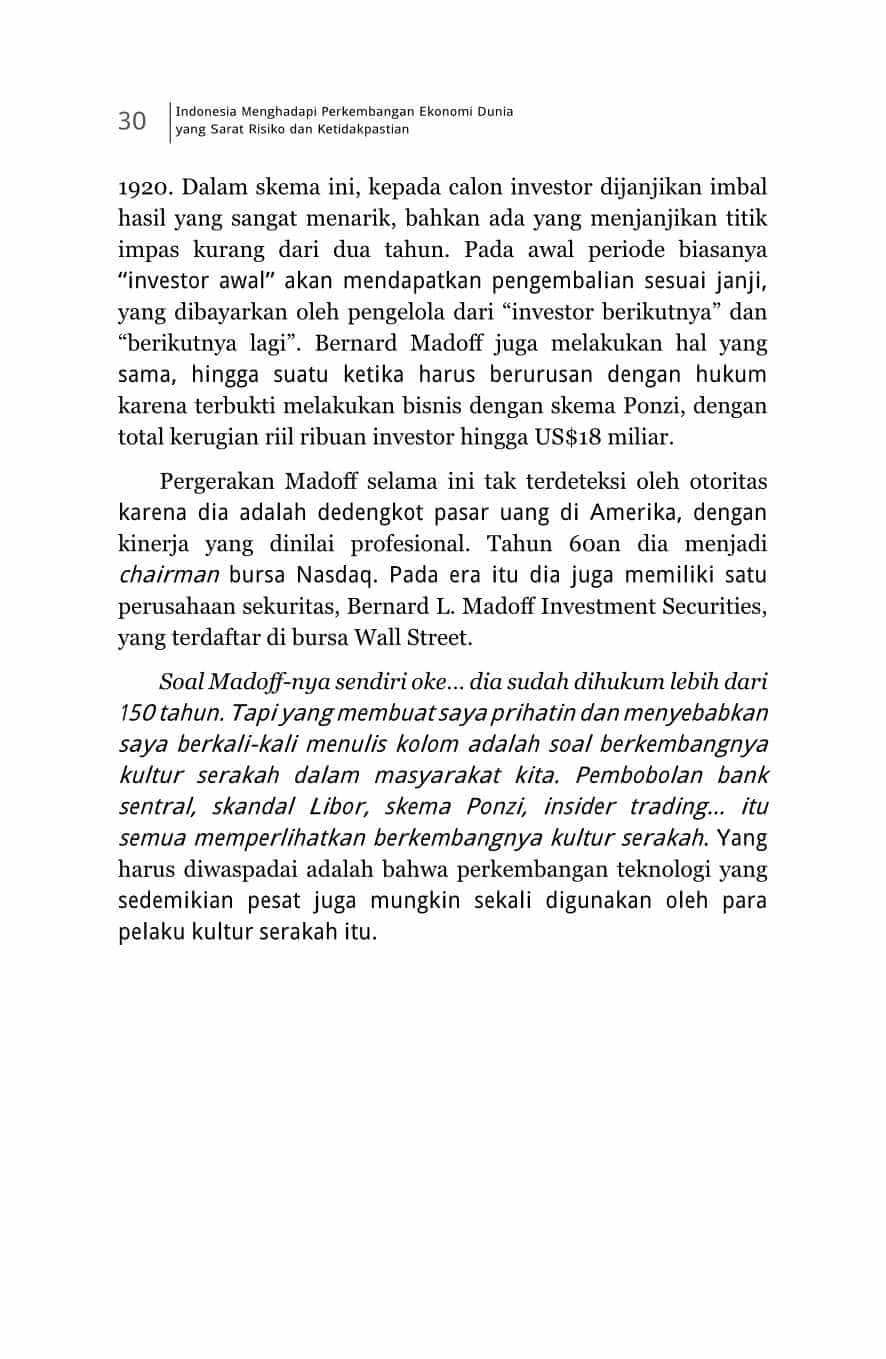 30
Indonesia Menghadapi Perkembangan Ekonomi Dunia
yang Sarat Risiko dan Ketidakpastian
1920. Dalam skema ini, kepada calon investor dijanjikan imbal
hasil yang sangat menarik, bahkan ada yang menjanjikan titik
impas kurang dari dua tahun. Pada awal periode biasanya
“investor awal” akan mendapatkan pengembalian sesuai janji,
yang dibayarkan oleh pengelola dari “investor berikutnya” dan
“berikutnya lagi”. Bernard Madoff juga melakukan hal yang
sama, hingga suatu ketika harus berurusan dengan hukum
karena terbukti melakukan bisnis dengan skema Ponzi, dengan
total kerugian riil ribuan investor hingga US$18 miliar.
Pergerakan Madoff selama ini tak terdeteksi oleh otoritas
karena dia adalah dedengkot pasar uang di Amerika, dengan
kinerja yang dinilai profesional. Tahun 60an dia menjadi
chairman bursa Nasdaq. Pada era itu dia juga memiliki satu
perusahaan sekuritas, Bernard L. Madoff Investment Securities,
yang terdaftar di bursa Wall Street.
Soal Madoff-nya sendiri oke... dia sudah dihukum lebih dari
150 tahun. Tapi yang membuat saya prihatin dan menyebabkan
saya berkali-kali menulis kolom adalah soal berkembangnya
kultur serakah dalam masyarakat kita. Pembobolan bank
sentral, skandal Libor, skema Ponzi, insider trading... itu
semua memperlihatkan berkembangnya kultur serakah. Yang
harus diwaspadai adalah bahwa perkembangan teknologi yang
sedemikian pesat juga mungkin sekali digunakan oleh para
pelaku kultur serakah itu.